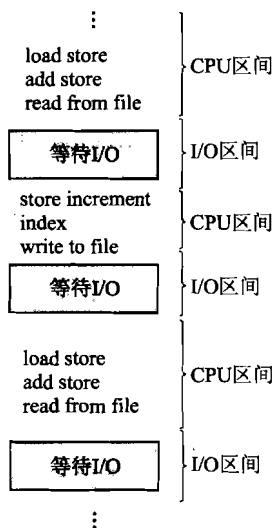 ⋮
load store
add store
read from file
CPU区间
等待I/O
I/O区间
store increment
index
write to file
CPU区间
等待I/O
I/O区间
load store
add store
read from file
CPU区间
等待I/O
I/O区间
⋮